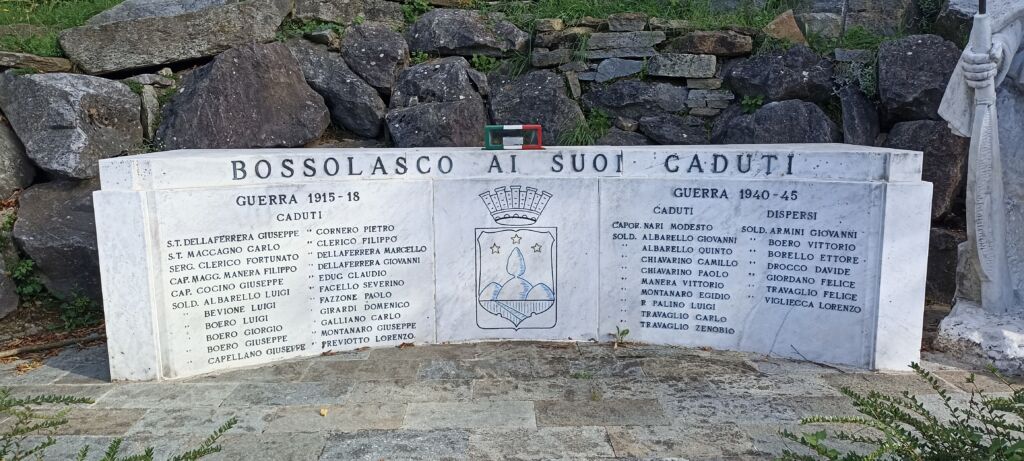 BOSSOLASCO AI SUOI CADUTI
GUERRA 1915-18
CADUTI
S.T. DELLAFERRERA GIUSEPPE
S.T. MACCAGNO CARLO
SERG. CLERICO FORTUNATO
CAP. MAGG. MANERA FILIPPO
CAP. COCINO GIUSEPPE
SOLD. ALBARELLO LUIGI
" BEVIONE LUIGI
" BOERO LUIGI
" BOERO GIORGIO
" BOERO GIUSEPPE
" CAPELLANO GIUSEPPE
" CORNERO PIETRO
" CLERICO FILIPPO
" DELLAFERRERA MARCELLO
" DELLAFERRERA GIOVANNI
" EDUG CLAUDIO
" FACELLO SEVERINO
" FAZZONE PAOLO
" GIRARDI DOMENICO
" GALLIANO CARLO
" MONTANARO GIUSEPPE
" PREVIOTTO LORENZO
GUERRA 1940-45
CADUTI
CAPOR. NARI MODESTO
SOLD. ALBARELLO GIOVANNI
" ALBARELLO QUINTO
" CHIAVARINO CAMILLO
" CHIAVARINO PAOLO
" MANERA VITTORIO
" MONTANARO EGIDIO
" R PALINO LUIGI
" TRAVAGLIO CARLO
" TRAVAGLIO ZENOBIO
DISPERSI
SOLD. ARMINI GIOVANNI
" BOERO VITTORIO
" BORELLO ETTORE
" DROCCO DAVIDE
" GIORDANO FELICE
" TRAVAGLIO FELICE
" VIGLIECCA LORENZO